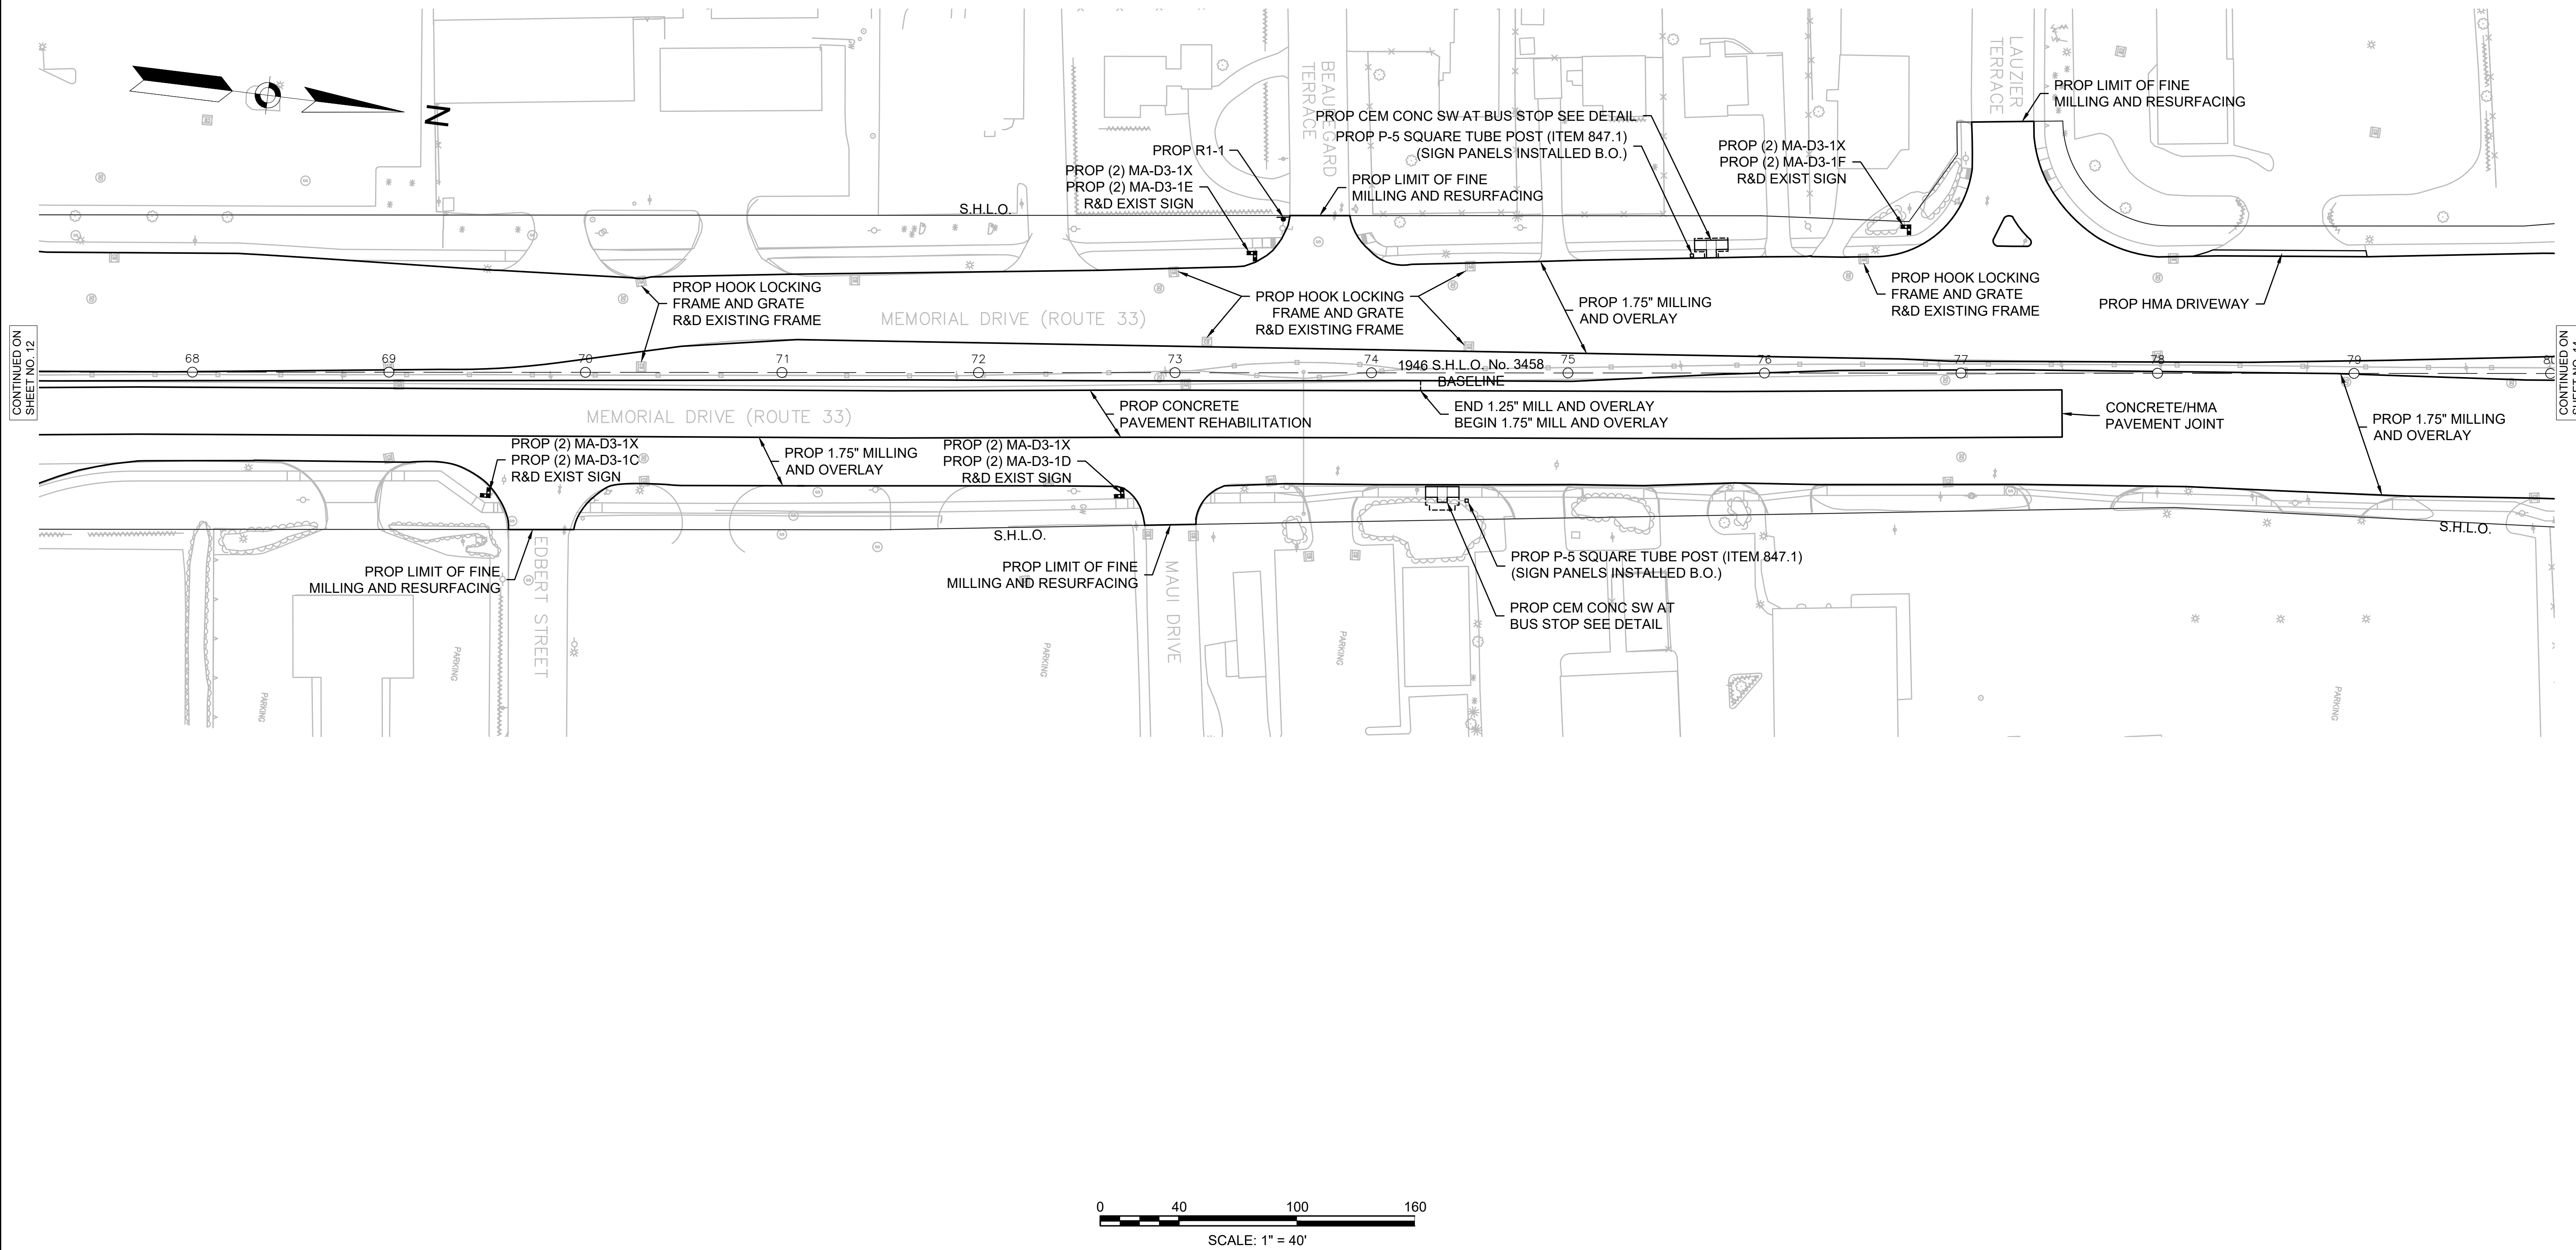 N
BEAUREGARD
TERRACE
LAUZIER
TERRACE
PROP LIMIT OF FINE
MILLING AND RESURFACING
PROP CEM CONC SW AT BUS STOP SEE DETAIL
PROP P-5 SQUARE TUBE POST (ITEM 847.1)
(SIGN PANELS INSTALLED B.O.)
PROP R1-1
PROP (2) MA-D3-1X
PROP (2) MA-D3-1E
R&D EXIST SIGN
PROP LIMIT OF FINE
MILLING AND RESURFACING
PROP (2) MA-D3-1X
PROP (2) MA-D3-1F
R&D EXIST SIGN
S.H.L.O.
PROP HOOK LOCKING
FRAME AND GRATE
R&D EXISTING FRAME
MEMORIAL DRIVE (ROUTE 33)
PROP HOOK LOCKING
FRAME AND GRATE
R&D EXISTING FRAME
PROP 1.75" MILLING
AND OVERLAY
PROP HOOK LOCKING
FRAME AND GRATE
R&D EXISTING FRAME
PROP HMA DRIVEWAY
CONTINUED ON
SHEET NO. 12
68
69
70
71
72
73
74
75
76
77
78
79
80
1946 S.H.L.O. No. 3458
BASELINE
CONTINUED ON
MEMORIAL DRIVE (ROUTE 33)
PROP CONCRETE
PAVEMENT REHABILITATION
END 1.25" MILL AND OVERLAY
BEGIN 1.75" MILL AND OVERLAY
CONCRETE/HMA
PAVEMENT JOINT
PROP 1.75" MILLING
AND OVERLAY
PROP (2) MA-D3-1X
PROP (2) MA-D3-1C
R&D EXIST SIGN
PROP 1.75" MILLING
AND OVERLAY
PROP (2) MA-D3-1X
PROP (2) MA-D3-1D
R&D EXIST SIGN
S.H.L.O.
S.H.L.O.
PROP LIMIT OF FINE
MILLING AND RESURFACING
EDBERT STREET
PROP LIMIT OF FINE
MILLING AND RESURFACING
MAUI DRIVE
PROP P-5 SQUARE TUBE POST (ITEM 847.1)
(SIGN PANELS INSTALLED B.O.)
PROP CEM CONC SW AT
BUS STOP SEE DETAIL
PARKING
PARKING
PARKING
PARKING
PARKING
0
40
100
160
SCALE: 1" = 40'